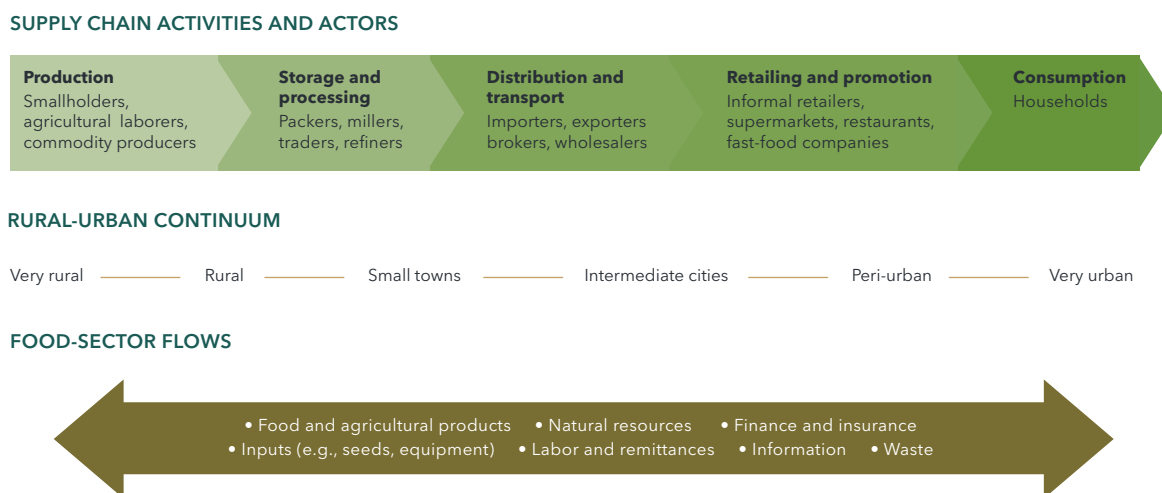 SUPPLY CHAIN ACTIVITIES AND ACTORS
Production
Smallholders,
agricultural laborers,
commodity producers
Storage and
processing
Packers, millers,
traders, refiners
Distribution and
transport
Importers, exporters
brokers, wholesalers
Retailing and promotion
Informal retailers,
supermarkets, restaurants,
fast-food companies
Consumption
Households
RURAL-URBAN CONTINUUM
Very rural Rural Small towns Intermediate cities Peri-urban Very urban
FOOD-SECTOR FLOWS
• Food and agricultural products • Natural resources • Finance and insurance
• Inputs (e.g., seeds, equipment) • Labor and remittances • Information • Waste